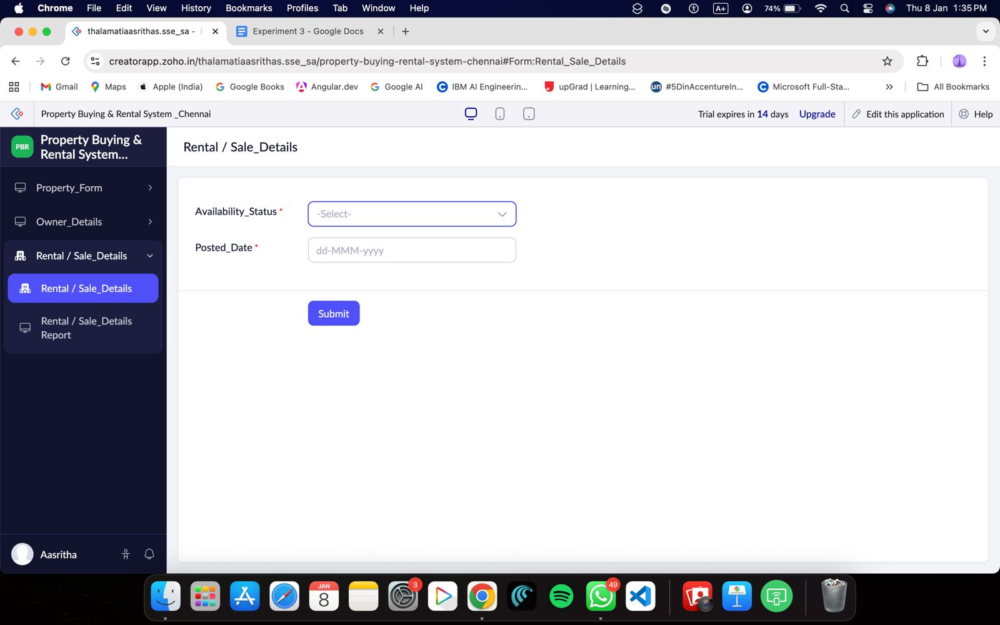 Chrome File Edit View History Bookmarks Profiles Tab Window Help A+ 74% Thu 8 Jan 1:35 PM
thalamatiaasrithas.sse_sa - Experiment 3 - Google Docs
creatorapp.zoho.in/thalamatiaasrithas.sse_sa/property-buying-rental-system-chennai#Form:Rental_Sale_Details
Gmail Maps Apple (India) Google Books Angular.dev Google AI IBM AI Engineerin... upGrad | Learning... un #5DinAccentureIn... Microsoft Full-Sta... All Bookmarks
Property Buying & Rental System _Chennai Trial expires in 14 days Upgrade Edit this application Help
PBR Property Buying &
Rental System...
Rental / Sale_Details
Property_Form
Owner_Details
Rental / Sale_Details
Rental / Sale_Details
Rental / Sale_Details
Report
Availability_Status * -Select-
Posted_Date * dd-MMM-yyyy
Submit
Aasritha
JAN
8
3
49